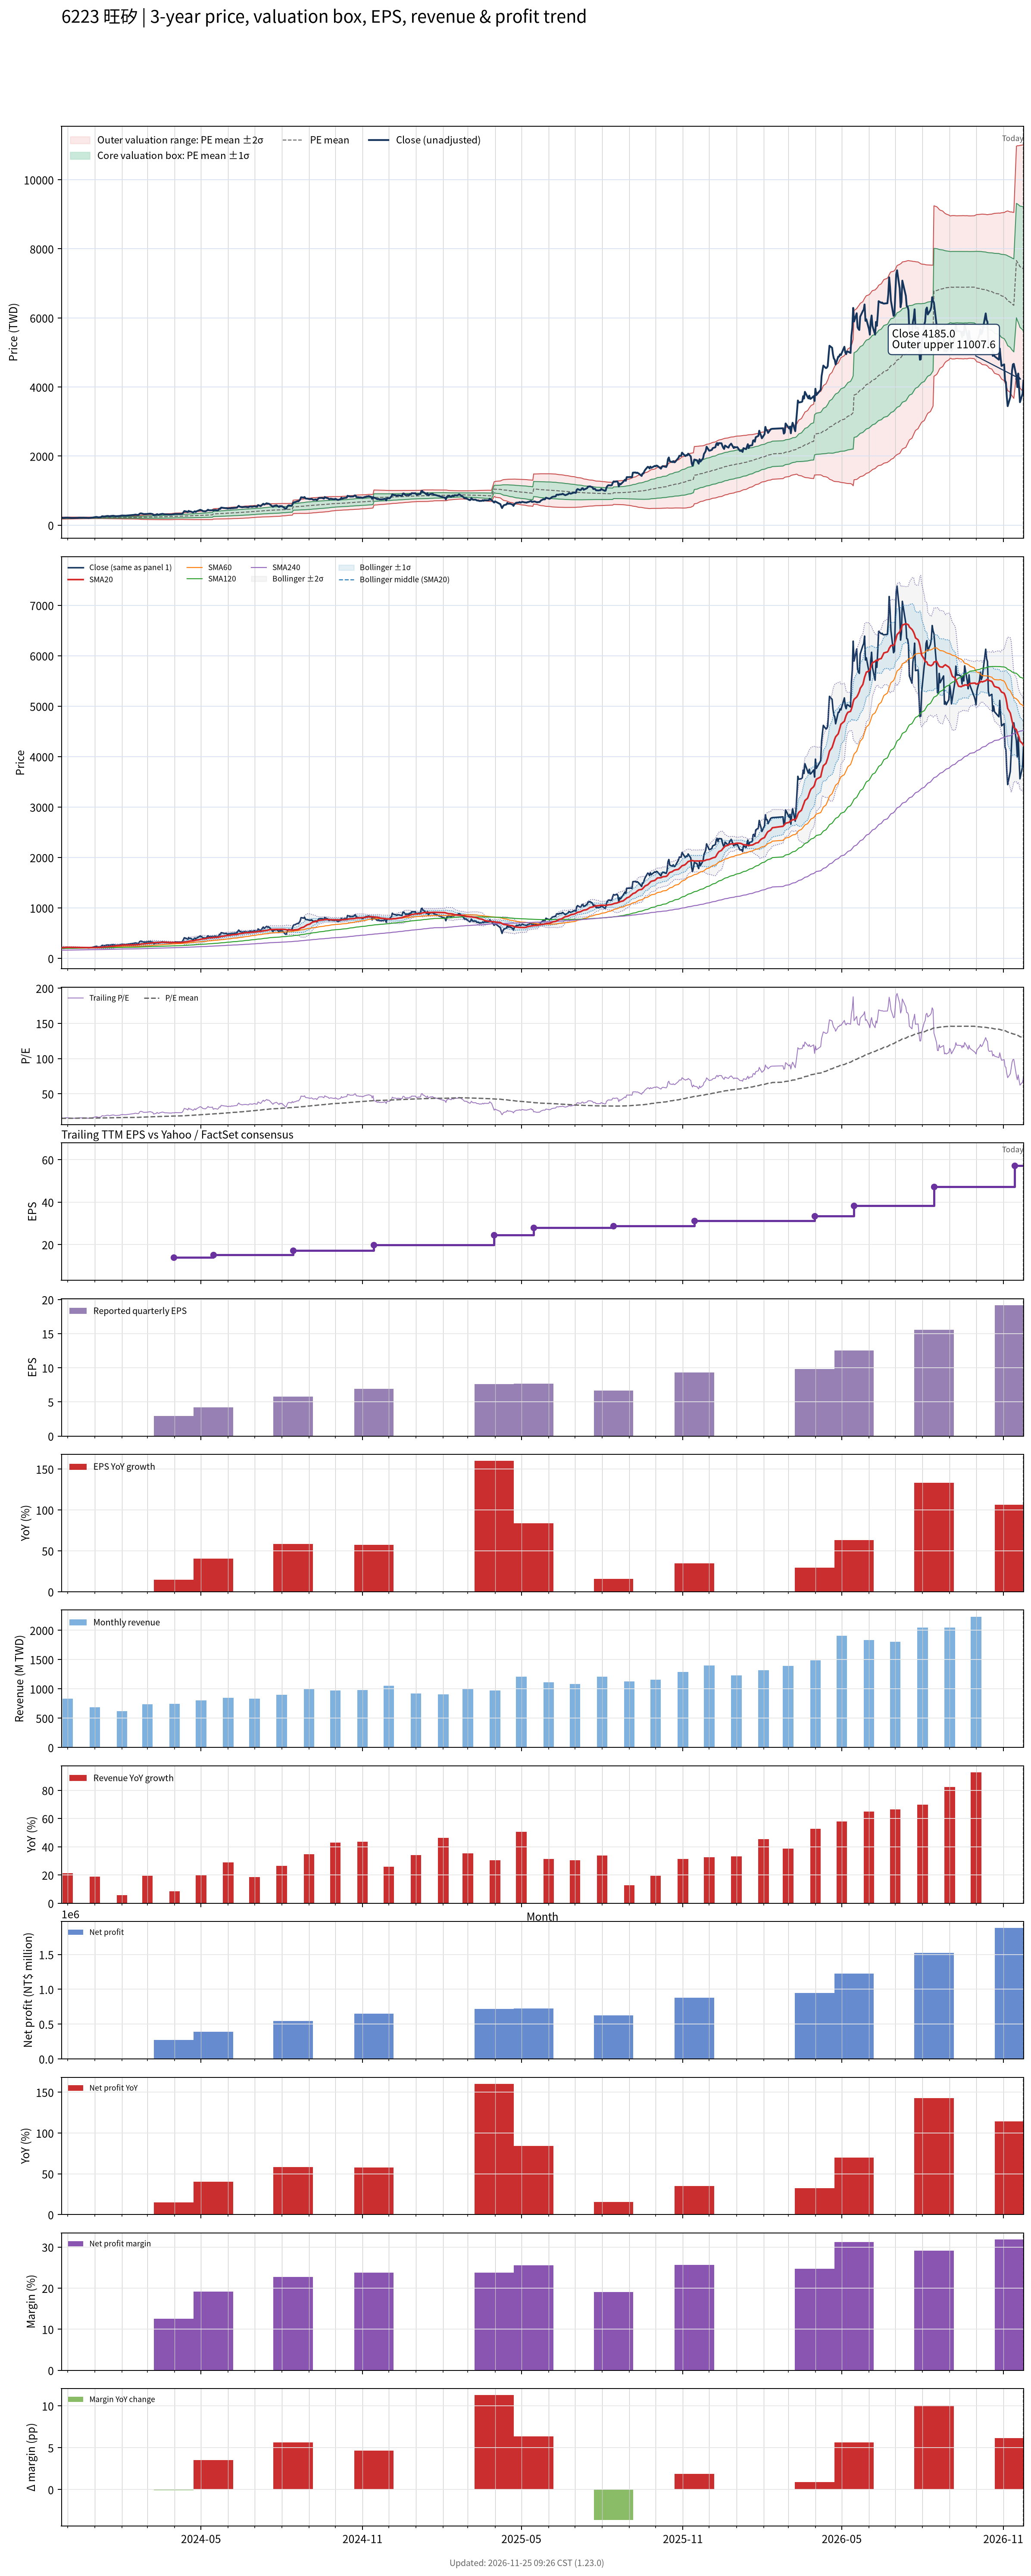 6223 旺矽 | 3-year price, valuation box, EPS, revenue & profit trend
Outer valuation range: PE mean ±2σ
Core valuation box: PE mean ±1σ
PE mean
Close (unadjusted)
Today
Price (TWD)
10000
8000
6000
4000
2000
0
Close 4185.0
Outer upper 11007.6
Close (same as panel 1)
SMA20
SMA60
SMA120
SMA240
Bollinger ±2σ
Bollinger ±1σ
Bollinger middle (SMA20)
Price
7000
6000
5000
4000
3000
2000
1000
0
Trailing P/E
P/E mean
P/E
200
150
100
50
Trailing TTM EPS vs Yahoo / FactSet consensus
Today
EPS
60
40
20
Reported quarterly EPS
EPS
20
15
10
5
0
EPS YoY growth
YoY (%)
150
100
50
0
Monthly revenue
Revenue (M TWD)
2000
1500
1000
500
0
Revenue YoY growth
YoY (%)
80
60
40
20
0
Month
1e6
Net profit
Net profit (NT$ million)
1.5
1.0
0.5
0.0
Net profit YoY
YoY (%)
150
100
50
0
Net profit margin
Margin (%)
30
20
10
0
Margin YoY change
Δ margin (pp)
10
5
0
2024-05
2024-11
2025-05
2025-11
2026-05
2026-11
Updated: 2026-11-25 09:26 CST (1.23.0)